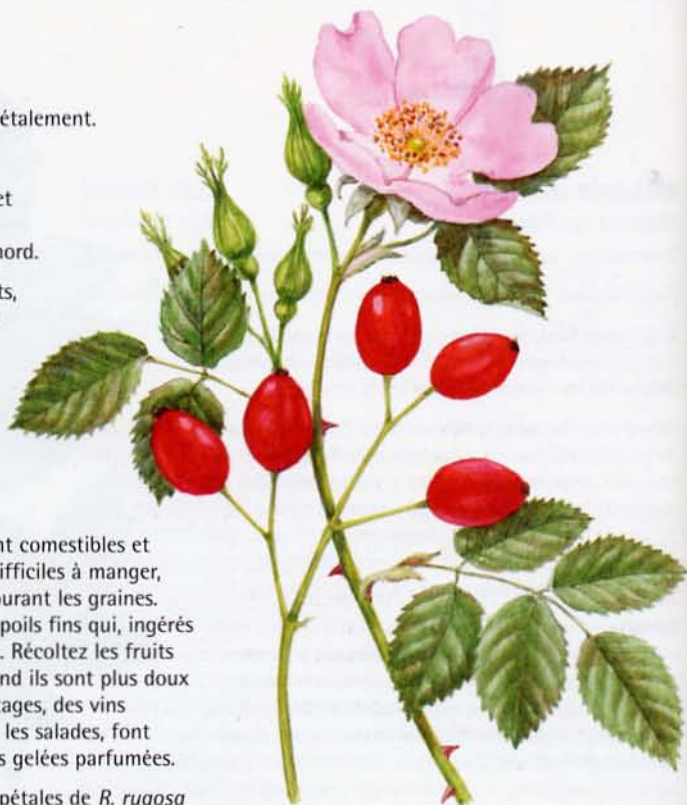 étalement.
et
nord.
ts,
nt comestibles et
ifficiles à manger,
ourant les graines.
poils fins qui, ingérés
. Récoltez les fruits
nd ils sont plus doux
tages, des vins
les salades, font
s gelées parfumées.
pétales de R. rugosa